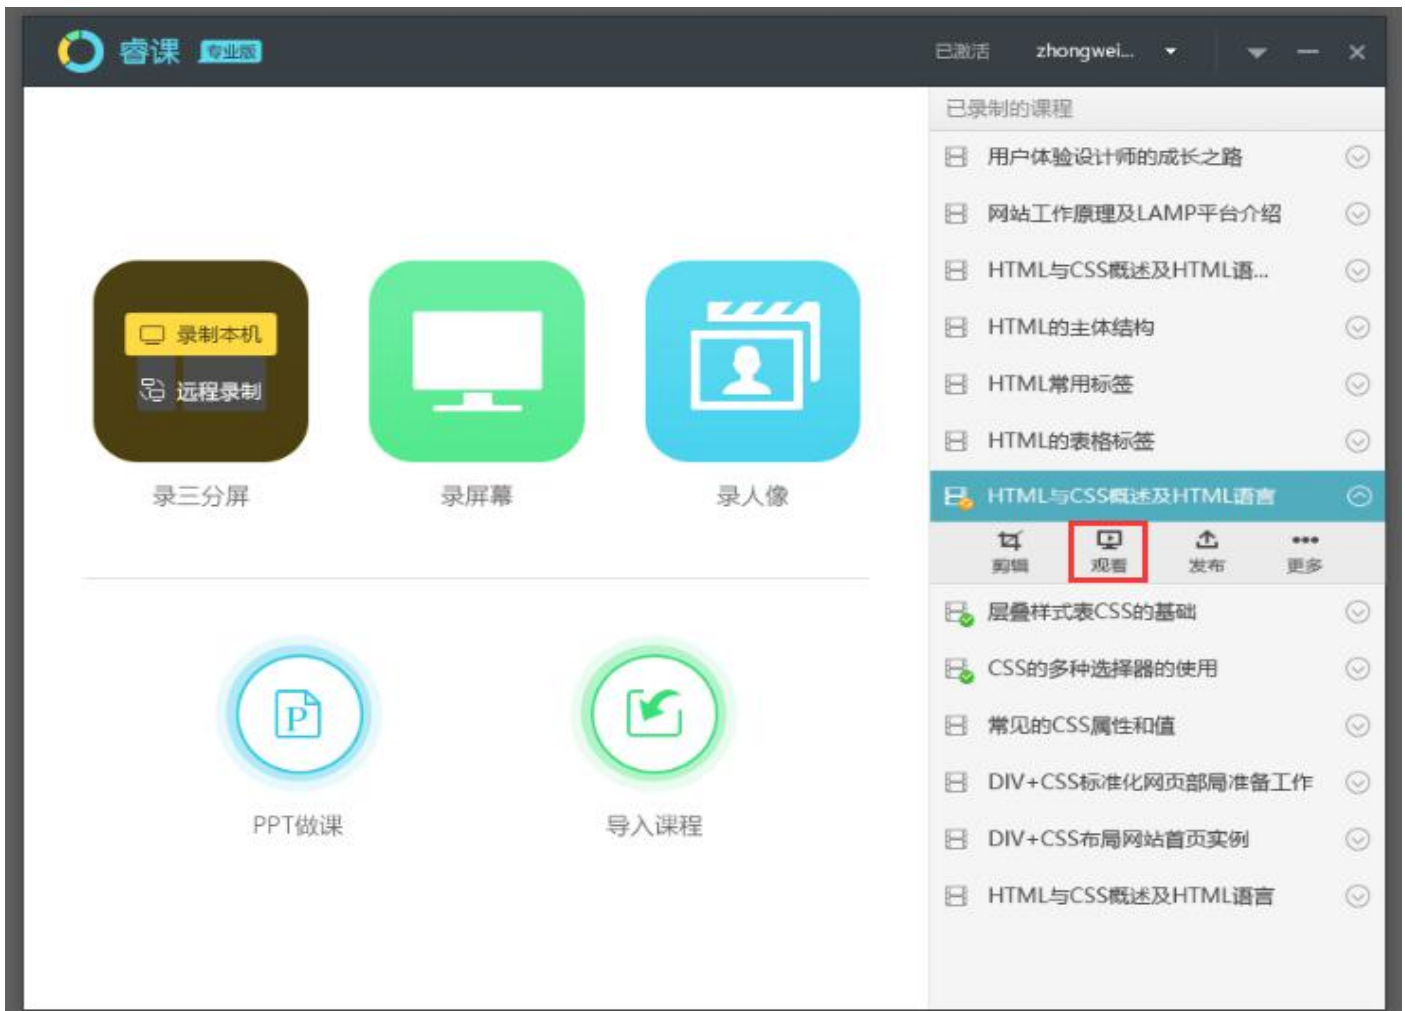 睿课 专业版
已激活 zhongwei...
录制本机
远程录制
录三分屏
录屏幕
录人像
P
PPT做课
导入课程
已录制的课程
用户体验设计师的成长之路
网站工作原理及LAMP平台介绍
HTML与CSS概述及HTML语...
HTML的主体结构
HTML常用标签
HTML的表格标签
HTML与CSS概述及HTML语言
剪辑 观看 发布 更多
层叠样式表CSS的基础
CSS的多种选择器的使用
常见的CSS属性和值
DIV+CSS标准化网页部局准备工作
DIV+CSS布局网站首页实例
HTML与CSS概述及HTML语言